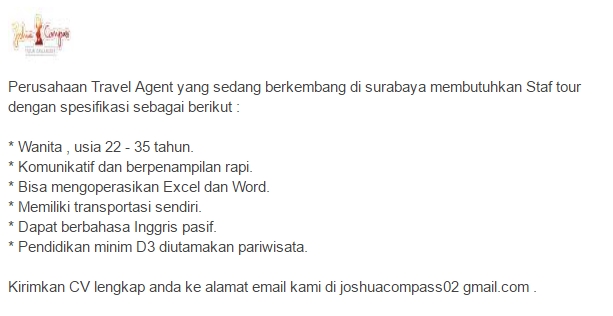 Joshua Compass
Perusahaan Travel Agent yang sedang berkembang di surabaya membutuhkan Staf tour
dengan spesifikasi sebagai berikut :
* Wanita , usia 22 - 35 tahun.
* Komunikatif dan berpenampilan rapi.
* Bisa mengoperasikan Excel dan Word.
* Memiliki transportasi sendiri.
* Dapat berbahasa Inggris pasif.
* Pendidikan minim D3 diutamakan pariwisata.
Kirimkan CV lengkap anda ke alamat email kami di joshuacompass02 gmail.com .